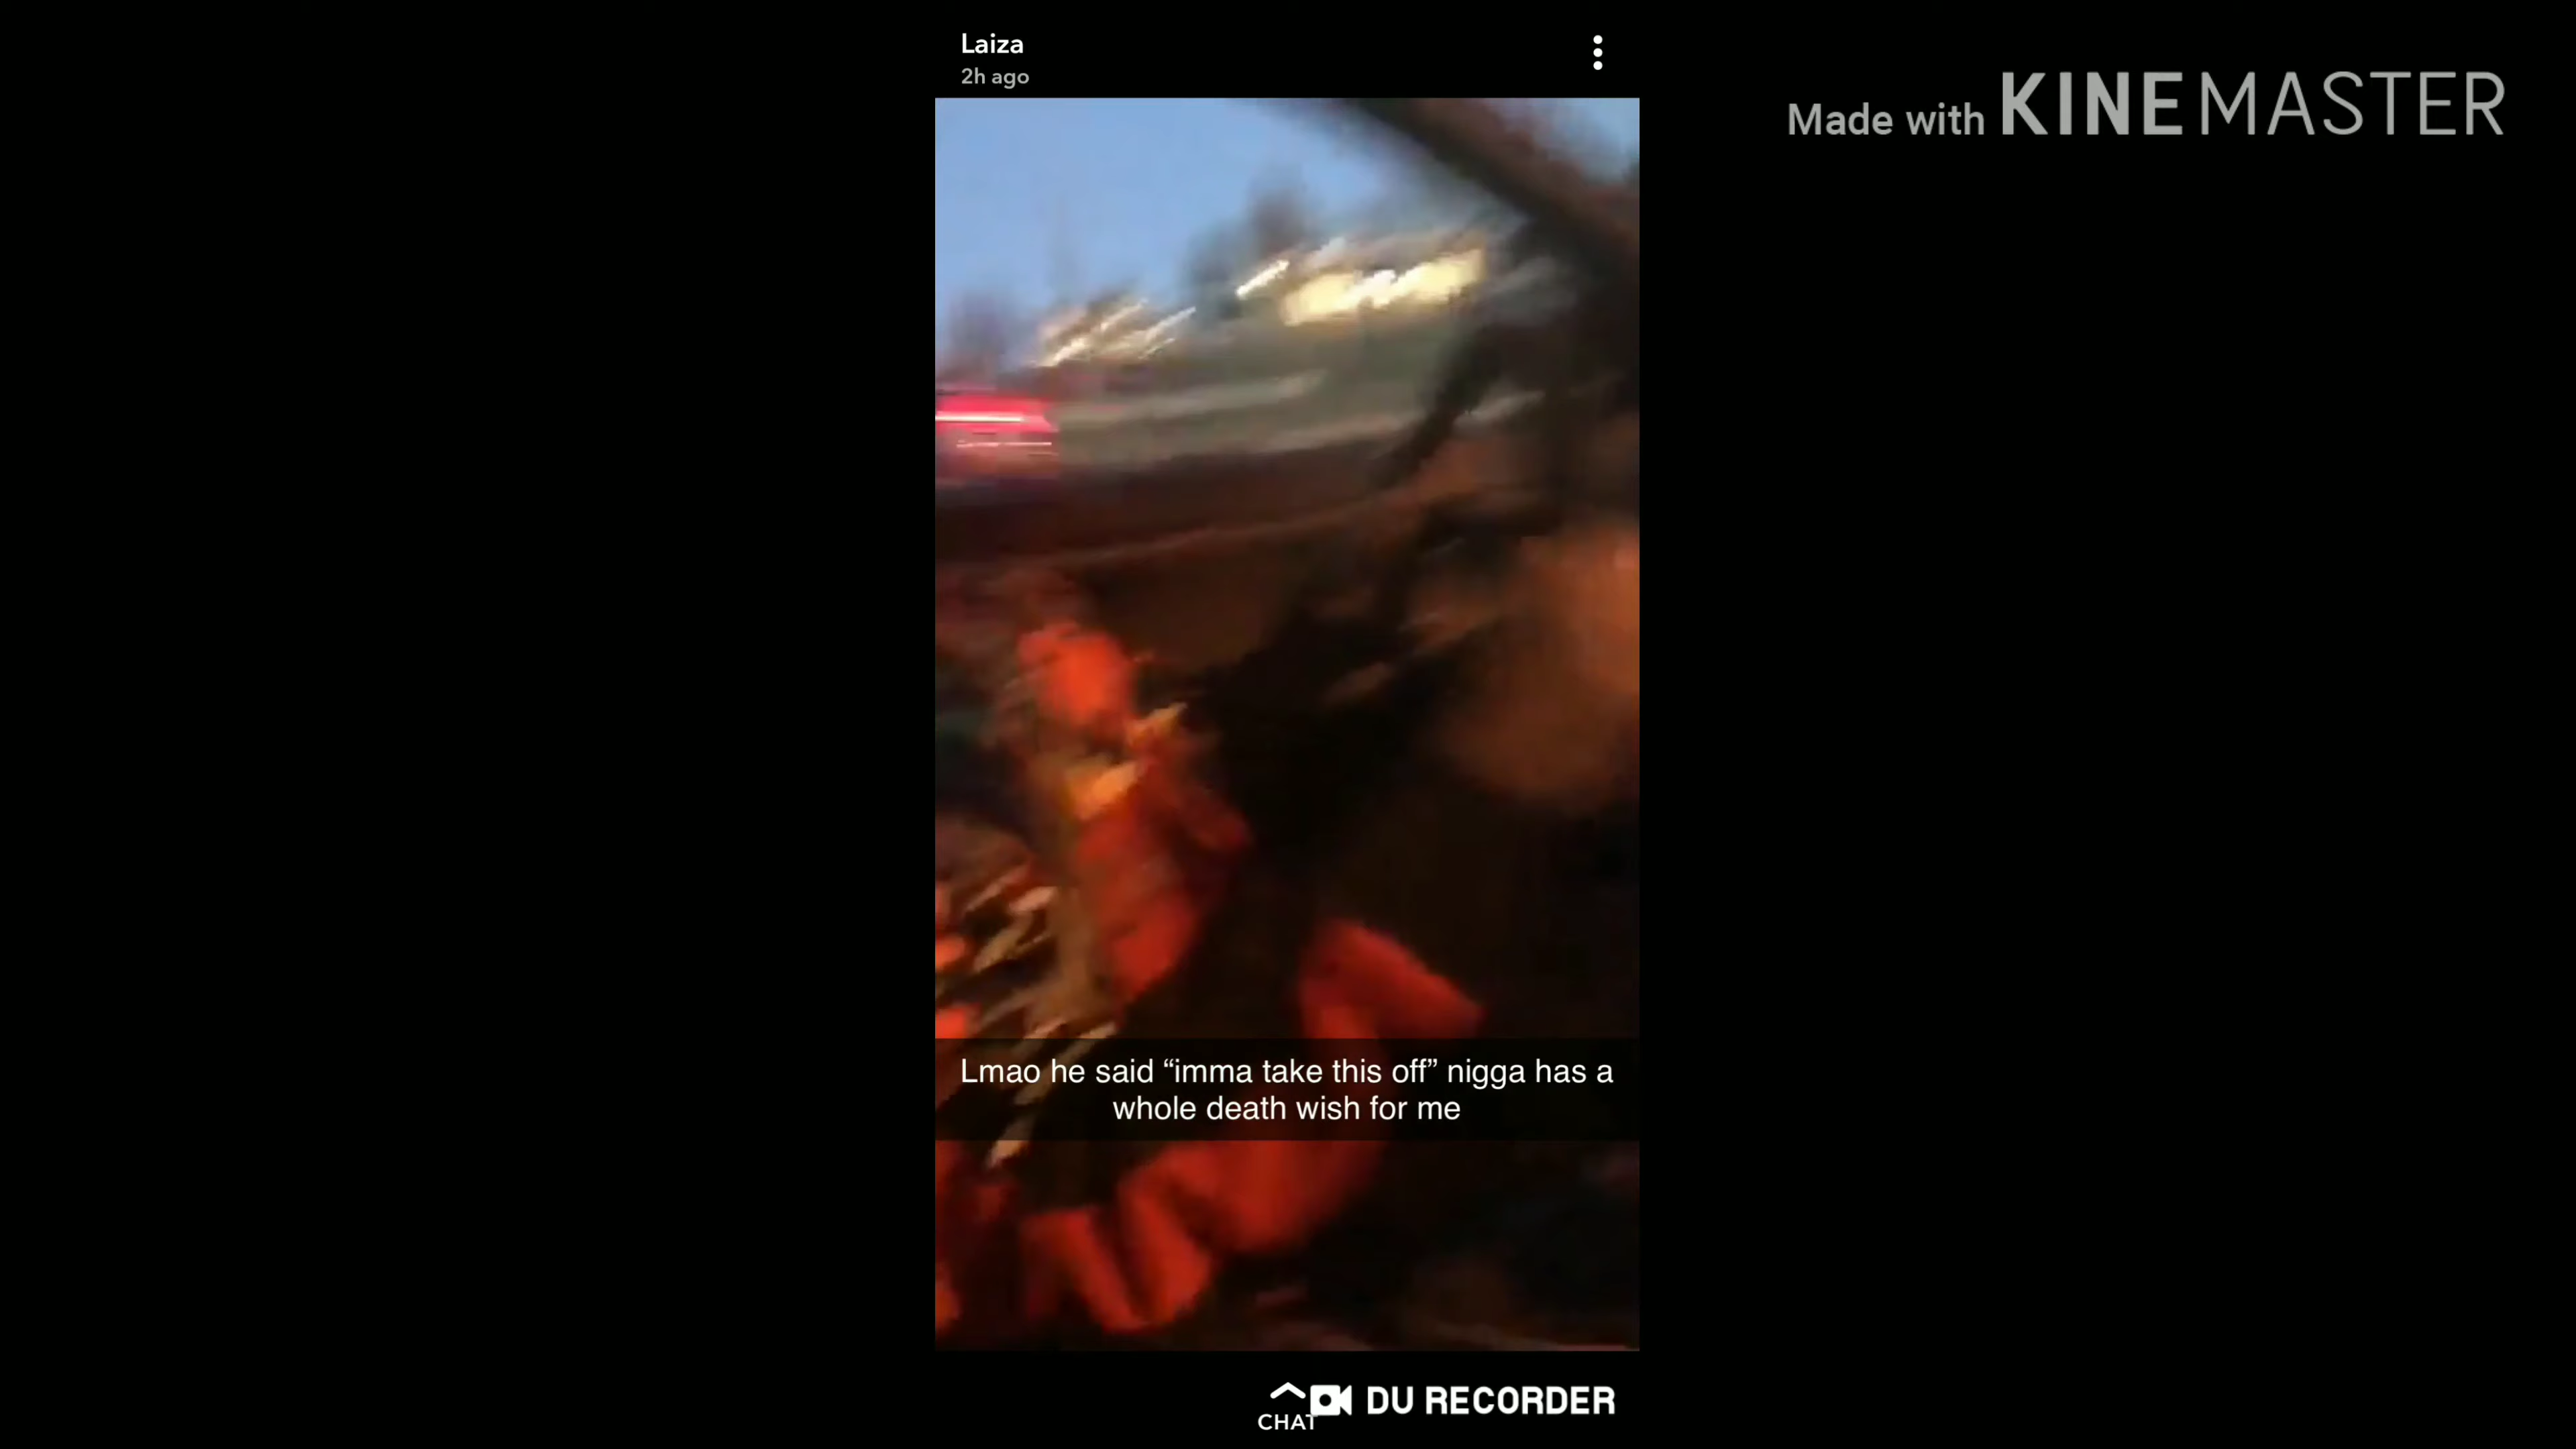 Laiza
2h ago
Made with KINEMASTER
Lmao he said “imma take this off” nigga has a
whole death wish for me
CHAT
DU RECORDER